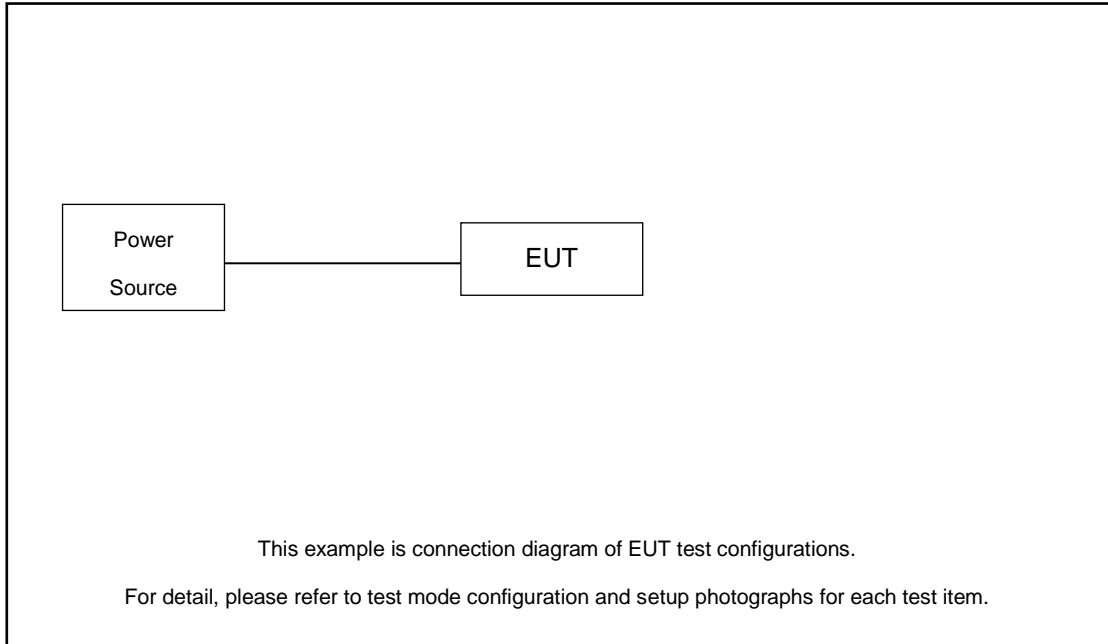 Power
Source
EUT
This example is connection diagram of EUT test configurations.
For detail, please refer to test mode configuration and setup photographs for each test item.